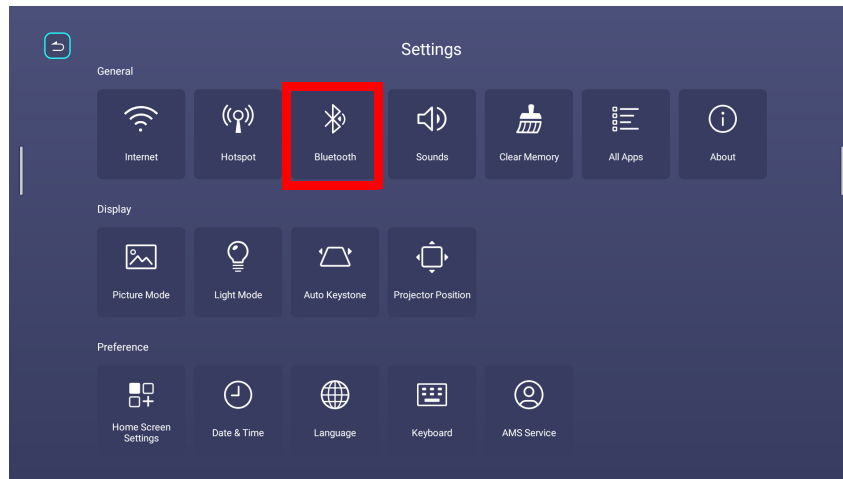 Settings
General
Internet
Hotspot
Bluetooth
Sounds
Clear Memory
All Apps
About
Display
Picture Mode
Light Mode
Auto Keystone
Projector Position
Preference
Home Screen
Settings
Date & Time
Language
Keyboard
AMS Service